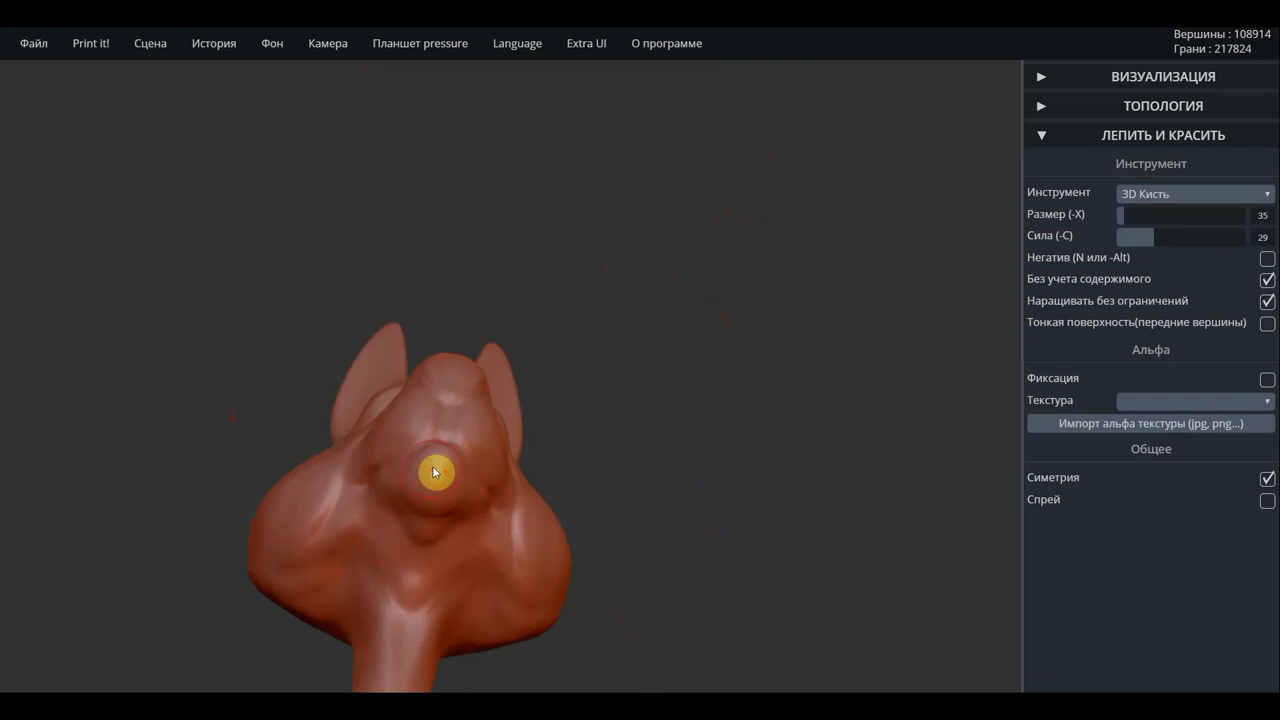 Файл Print it! Сцена История Фон Камера Планшет pressure Language Extra UI О программе
Вершины : 108914
Грани : 217824
ВИЗУАЛИЗАЦИЯ
ТОПОЛОГИЯ
ЛЕПИТЬ И КРАСИТЬ
Инструмент
Инструмент 3D Кисть
Размер (-X) 35
Сила (-C) 29
Негатив (N или -Alt)
Без учета содержимого
Наращивать без ограничений
Тонкая поверхность(передние вершины)
Альфа
Фиксация
Текстура
Импорт альфа текстуры (jpg, png...)
Общее
Симетрия
Спрей